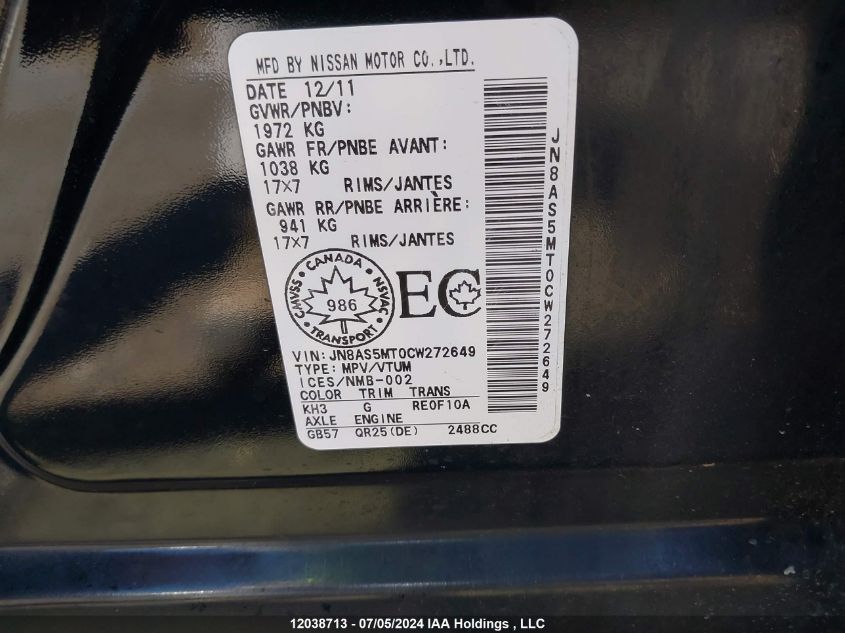 MFD BY NISSAN MOTOR CO.,LTD.
DATE 12/11
GVWR/PNBV:
1972 KG
GAWR FR/PNBE AVANT:
1038 KG
17X7 RIMS/JANTES
GAWR RR/PNBE ARRIÈRE:
941 KG
17X7 RIMS/JANTES
CANADA
CMVSS NSVAC
986
TRANSPORT
EC
VIN:JN8AS5MT0CW272649
TYPE:MPV/VTUM
ICES/NMB-002
COLOR TRIM TRANS
KH3 G RE0F10A
AXLE ENGINE
GB57 QR25(DE) 2488CC
JN8AS5MT0CW272649
12038713 - 07/05/2024 IAA Holdings , LLC